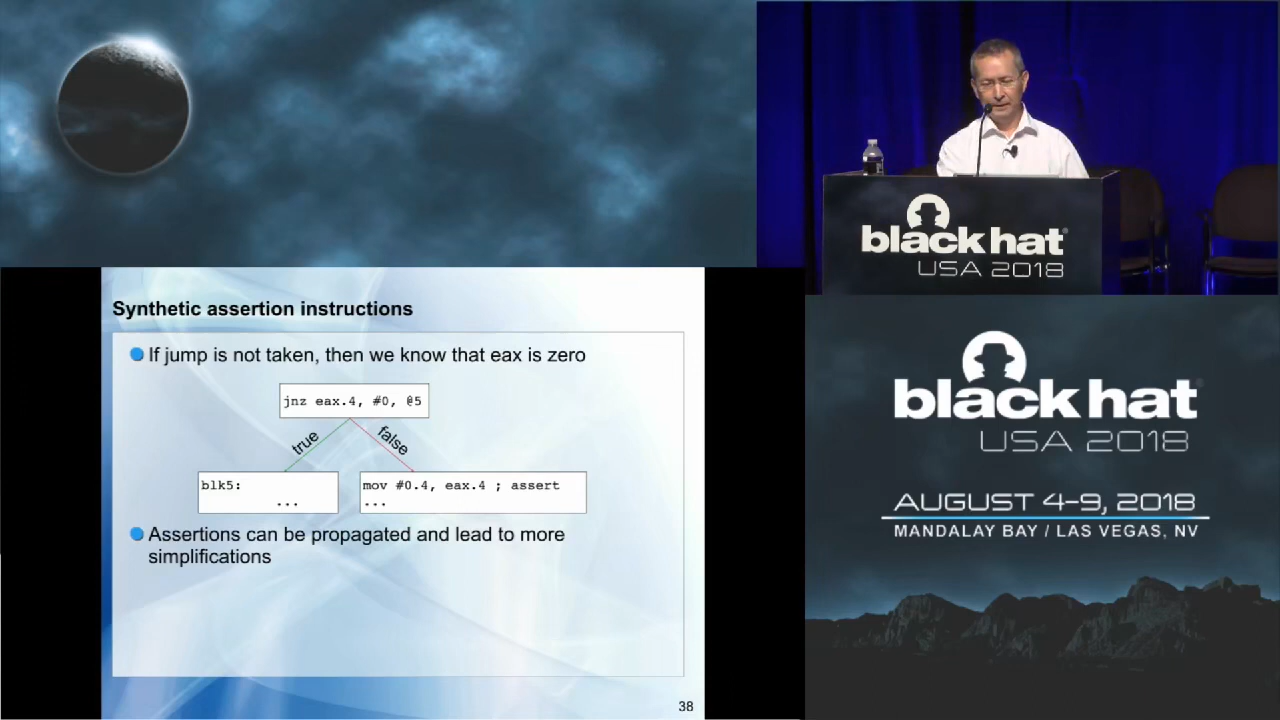 black hat
USA 2018
Synthetic assertion instructions
If jump is not taken, then we know that eax is zero
jnz eax.4, #0, @5
true
false
blk5:
...
mov #0.4, eax.4 ; assert
...
Assertions can be propagated and lead to more
simplifications
38
black hat
USA 2018
AUGUST 4-9, 2018
MANDALAY BAY / LAS VEGAS, NV